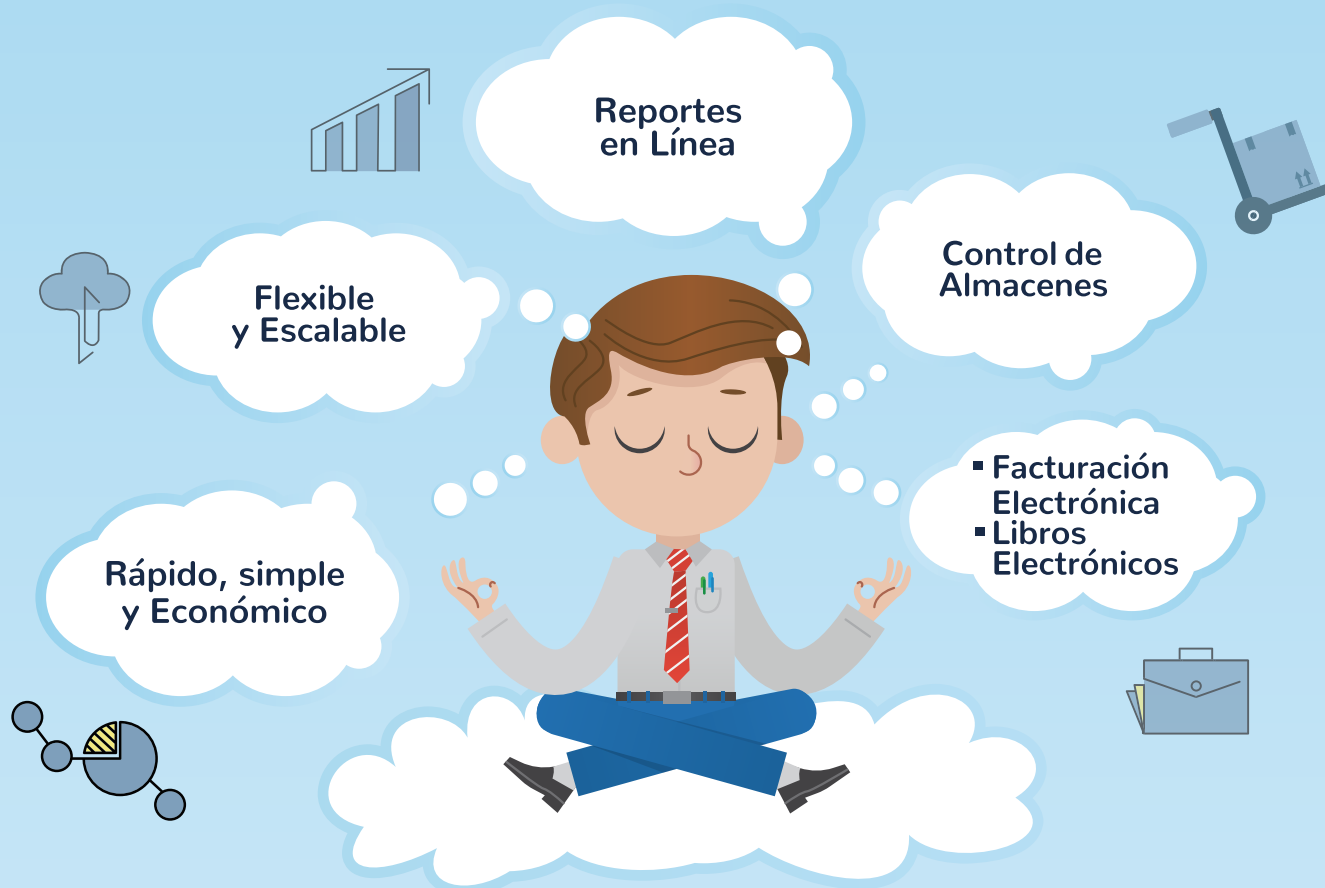 Reportes
en Línea
Control de
Almacenes
Flexible
y Escalable
▪ Facturación
Electrónica
▪ Libros
Electrónicos
Rápido, simple
y Económico